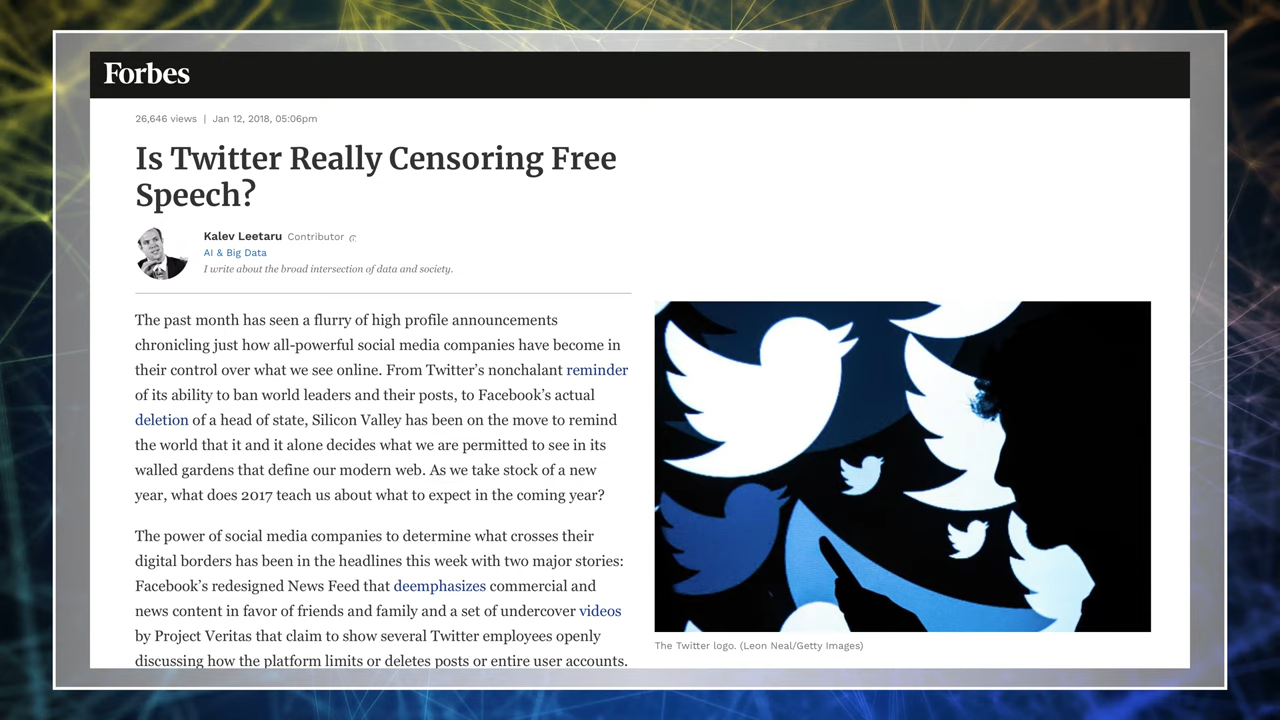 Forbes
26,646 views | Jan 12, 2018, 05:06pm
Is Twitter Really Censoring Free
Speech?
Kalev Leetaru Contributor
AI & Big Data
I write about the broad intersection of data and society.
The past month has seen a flurry of high profile announcements
chronicling just how all-powerful social media companies have become in
their control over what we see online. From Twitter’s nonchalant reminder
of its ability to ban world leaders and their posts, to Facebook’s actual
deletion of a head of state, Silicon Valley has been on the move to remind
the world that it and it alone decides what we are permitted to see in its
walled gardens that define our modern web. As we take stock of a new
year, what does 2017 teach us about what to expect in the coming year?
The power of social media companies to determine what crosses their
digital borders has been in the headlines this week with two major stories:
Facebook’s redesigned News Feed that deemphasizes commercial and
news content in favor of friends and family and a set of undercover videos
by Project Veritas that claim to show several Twitter employees openly
discussing how the platform limits or deletes posts or entire user accounts.
The Twitter logo. (Leon Neal/Getty Images)